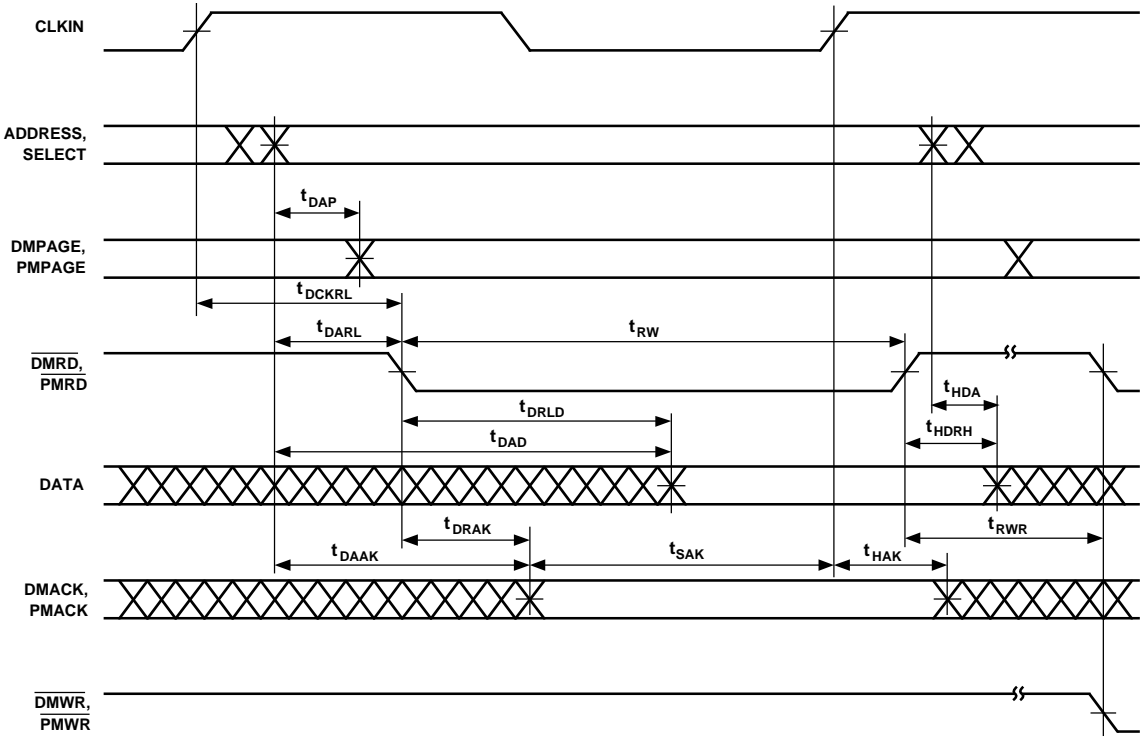 CLKIN
ADDRESS,
SELECT
tDAP
DMPAGE,
PMPAGE
tDCKRL
tDARL
tRW
DMRD,
PMRD
tHDA
tDRLD
tHDRH
tDAD
DATA
tDRAK
tRWR
tDAAK
tSAK
tHAK
DMACK,
PMACK
DMWR,
PMWR